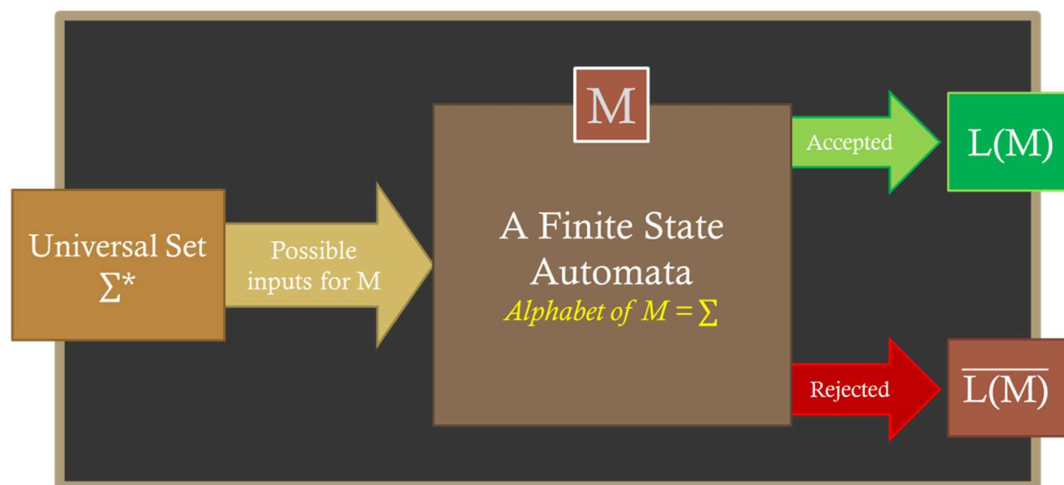 Universal Set
Σ*
Possible
inputs for M
M
A Finite State
Automata
Alphabet of M = Σ
Accepted
L(M)
Rejected
L̅(̅M̅)̅